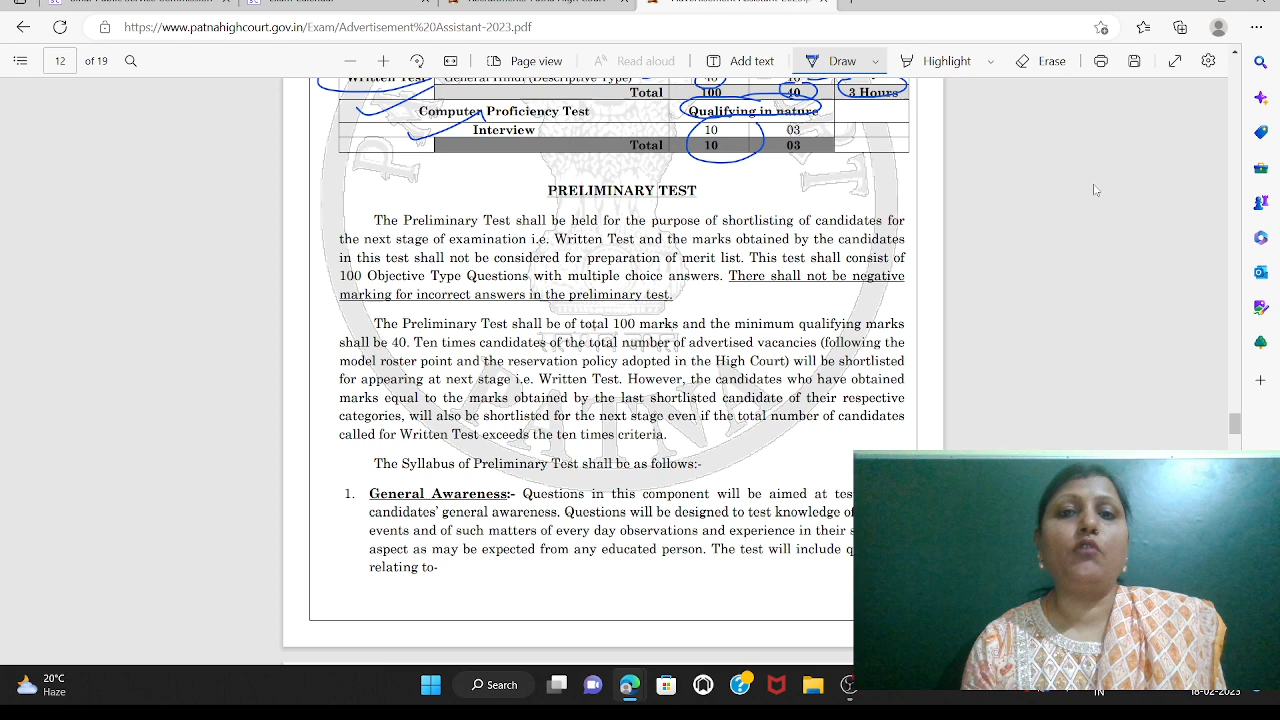 https://www.patnahighcourt.gov.in/Exam/Advertisement%20Assistant-2023.pdf
12 of 19
Page view
Read aloud
Add text
Draw
Highlight
Erase
Written Test General Hindi (Descriptive Type)
Total 100 40 3 Hours
Computer Proficiency Test Qualifying in nature
Interview 10 03
Total 10 03
PRELIMINARY TEST
The Preliminary Test shall be held for the purpose of shortlisting of candidates for
the next stage of examination i.e. Written Test and the marks obtained by the candidates
in this test shall not be considered for preparation of merit list. This test shall consist of
100 Objective Type Questions with multiple choice answers. There shall not be negative
marking for incorrect answers in the preliminary test.
The Preliminary Test shall be of total 100 marks and the minimum qualifying marks
shall be 40. Ten times candidates of the total number of advertised vacancies (following the
model roster point and the reservation policy adopted in the High Court) will be shortlisted
for appearing at next stage i.e. Written Test. However, the candidates who have obtained
marks equal to the marks obtained by the last shortlisted candidate of their respective
categories, will also be shortlisted for the next stage even if the total number of candidates
called for Written Test exceeds the ten times criteria.
The Syllabus of Preliminary Test shall be as follows:-
1. General Awareness:- Questions in this component will be aimed at tes
candidates' general awareness. Questions will be designed to test knowledge of
events and of such matters of every day observations and experience in their s
aspect as may be expected from any educated person. The test will include q
relating to-
PATNA
20°C
Haze
Search
IN
18-02-2023